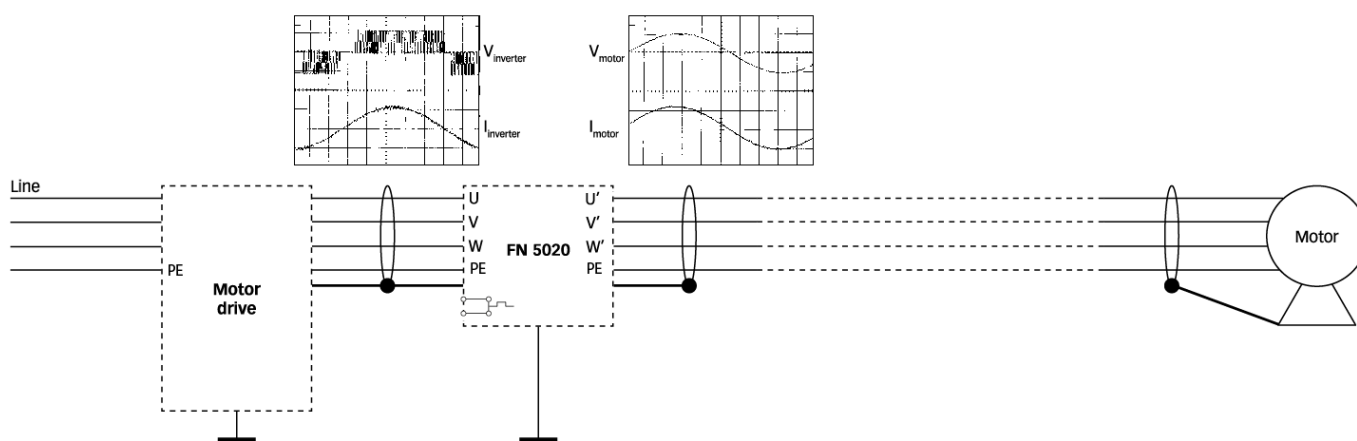 V inverter
I inverter
V motor
I motor
Line
PE
Motor
drive
U
V
W
PE
FN 5020
U'
V'
W'
PE
Motor